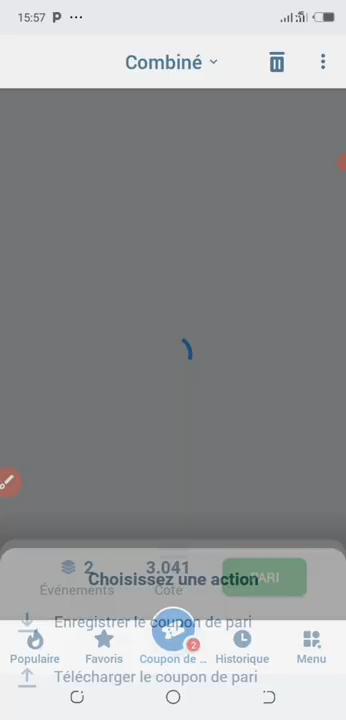 15:57 P ...
Combiné
2 3.041 PARI
Choisissez une action
Événements Cote
Enregistrer le coupon de pari
2
Populaire Favoris Coupon de ... Historique Menu
Télécharger le coupon de pari